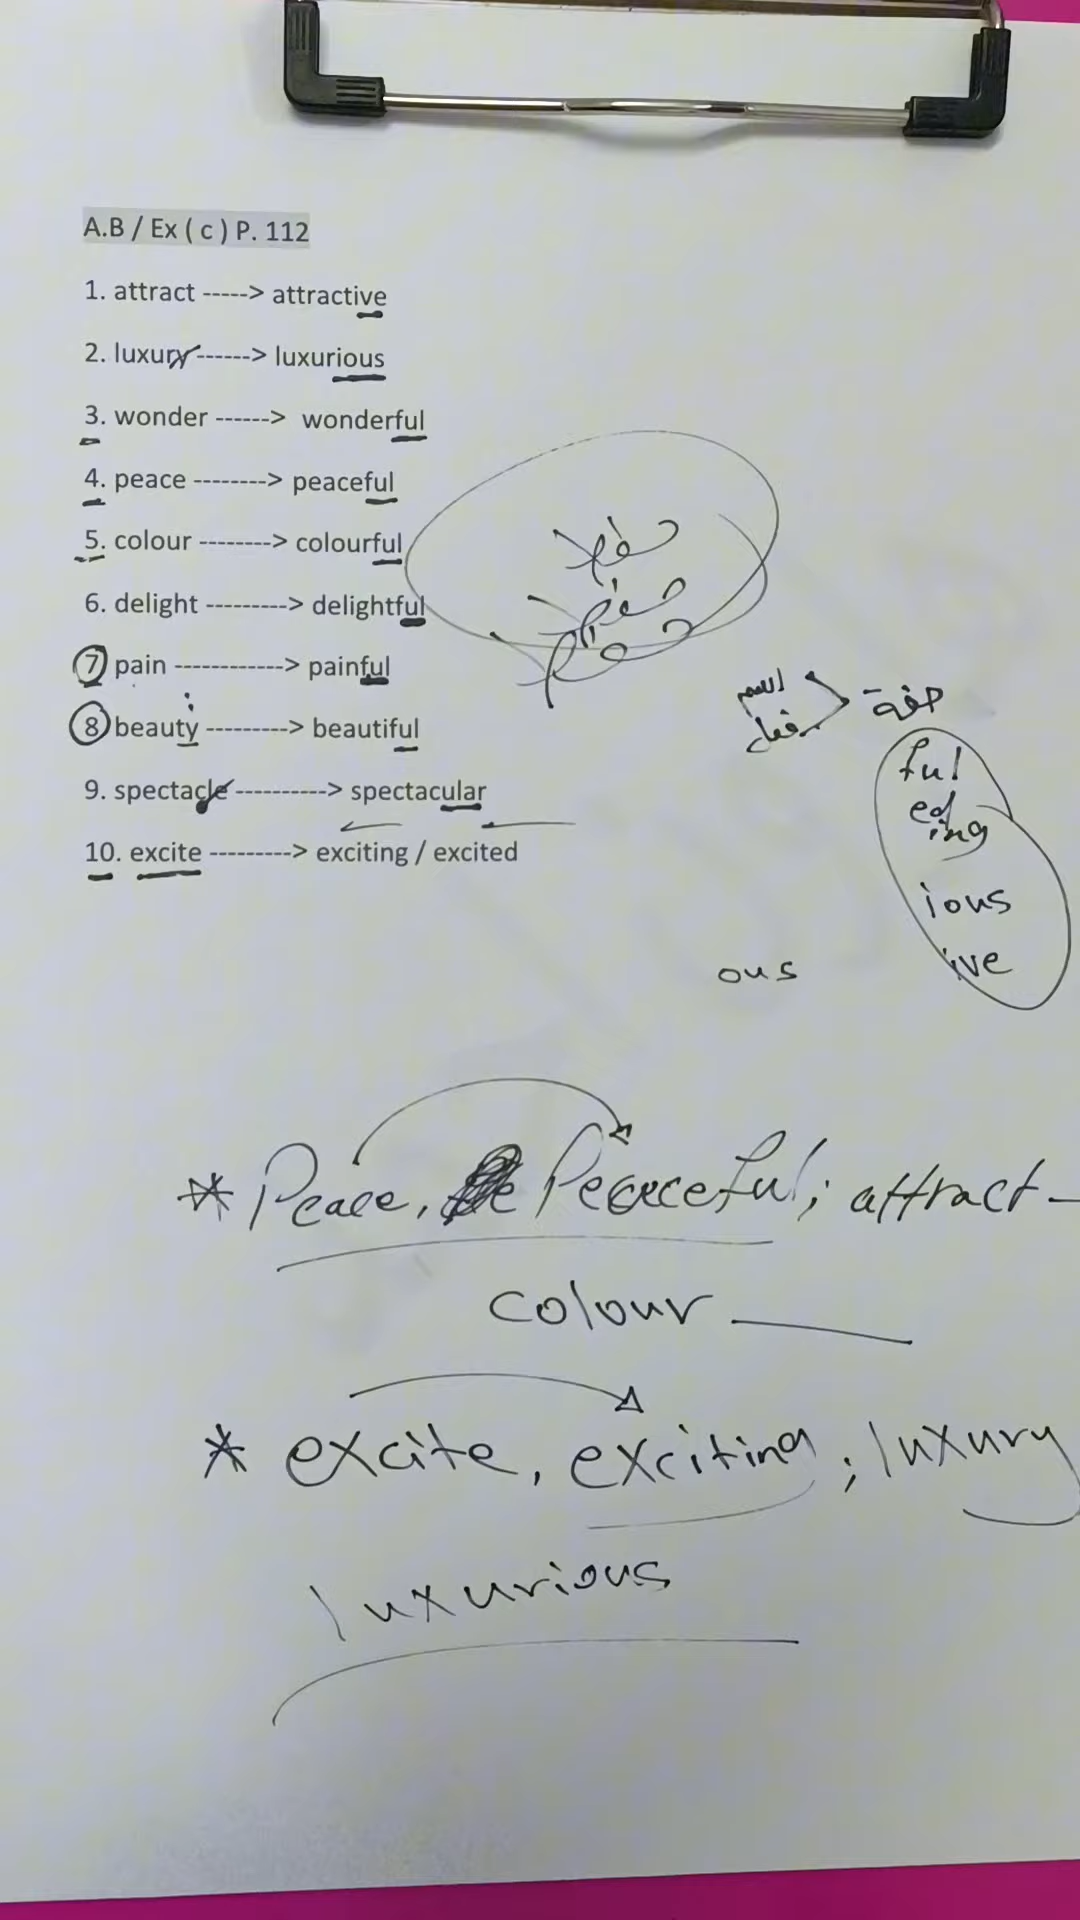 A.B / Ex ( c ) P. 112
1. attract -----> attractive
2. luxury ------> luxurious
3. wonder ------> wonderful
4. peace --------> peaceful
5. colour --------> colourful
6. delight ---------> delightful
7 pain ------------> painful
8 beauty ---------> beautiful
9. spectacle ----------> spectacular
10. excite ---------> exciting / excited
صفة
اسم
فعل
ful
ed
ing
ious
ive
ous
* Peace, Peaceful; attract -
colour
* excite, exciting ; luxury
luxurious